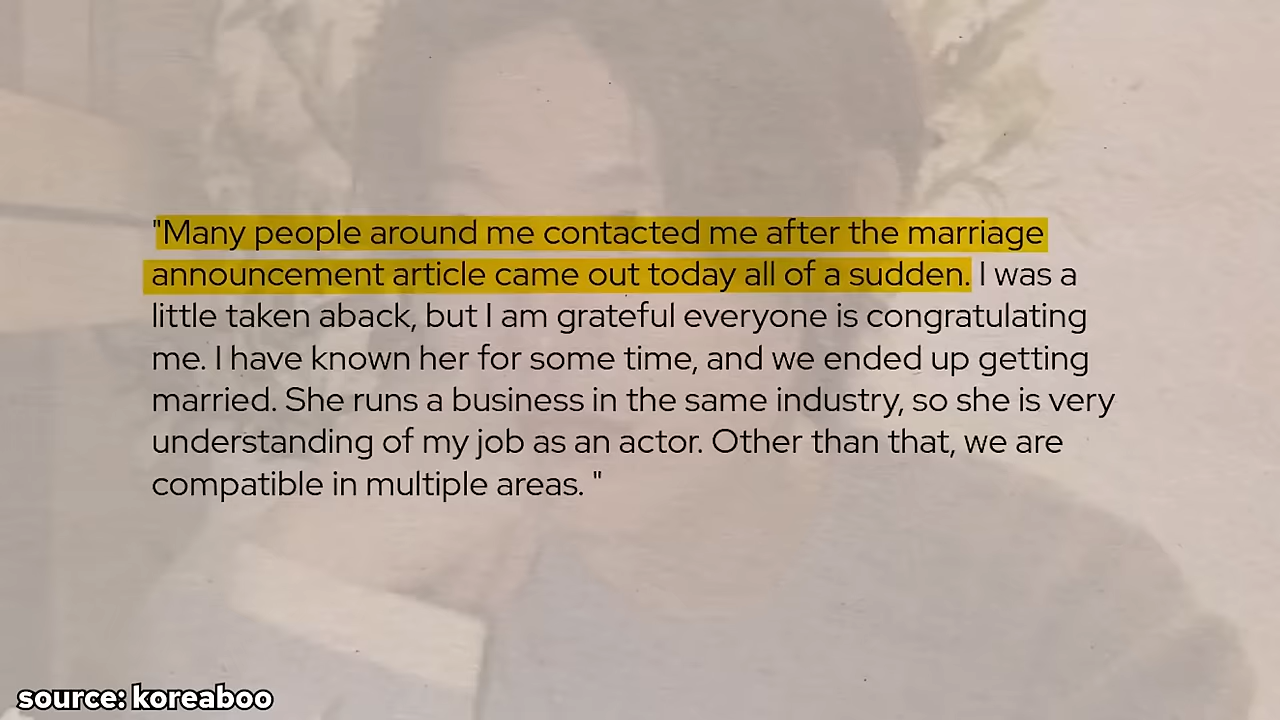 "Many people around me contacted me after the marriage
announcement article came out today all of a sudden. I was a
little taken aback, but I am grateful everyone is congratulating
me. I have known her for some time, and we ended up getting
married. She runs a business in the same industry, so she is very
understanding of my job as an actor. Other than that, we are
compatible in multiple areas. "
source: koreaboo